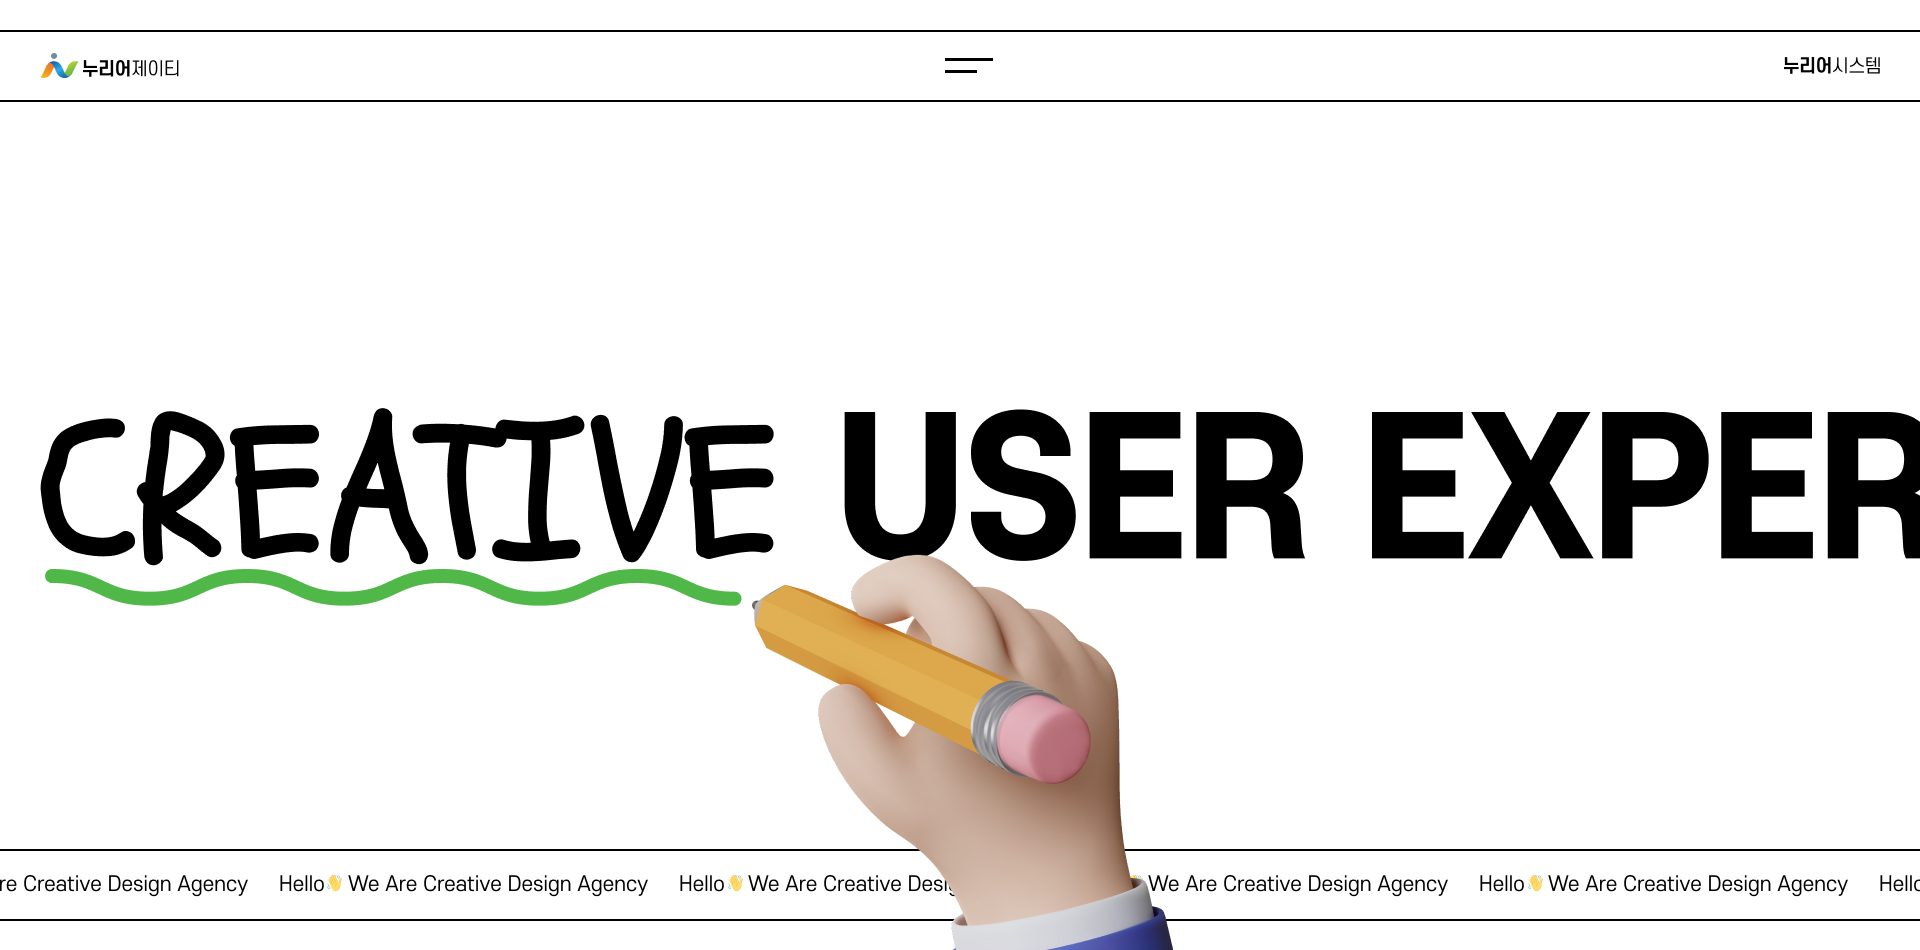 누리어제이티
누리어시스템
CREATIVE USER EXPER
re Creative Design Agency Hello👋 We Are Creative Design Agency Hello👋 We Are Creative Desig We Are Creative Design Agency Hello👋 We Are Creative Design Agency Hello